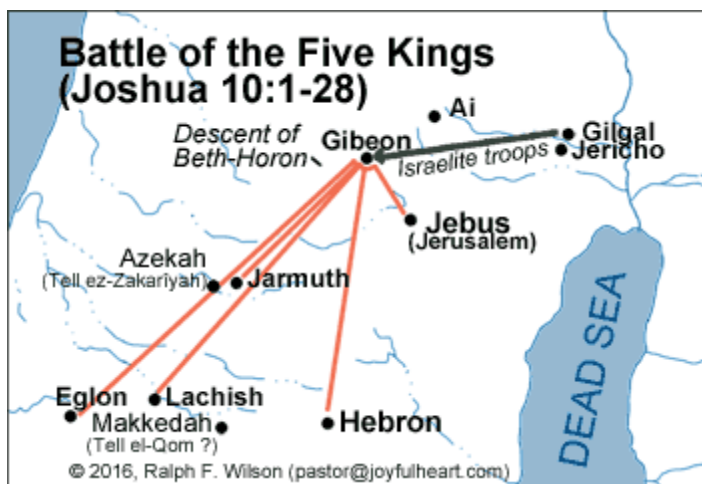 Battle of the Five Kings
(Joshua 10:1-28)
Ai
Descent of
Beth-Horon
Gibeon
Gilgal
Jericho
Israelite troops
Jebus
(Jerusalem)
Azekah
(Tell ez-Zakarîyah)
Jarmuth
DEAD SEA
Eglon
Lachish
Makkedah
(Tell el-Qom ?)
Hebron
© 2016, Ralph F. Wilson (pastor@joyfulheart.com)